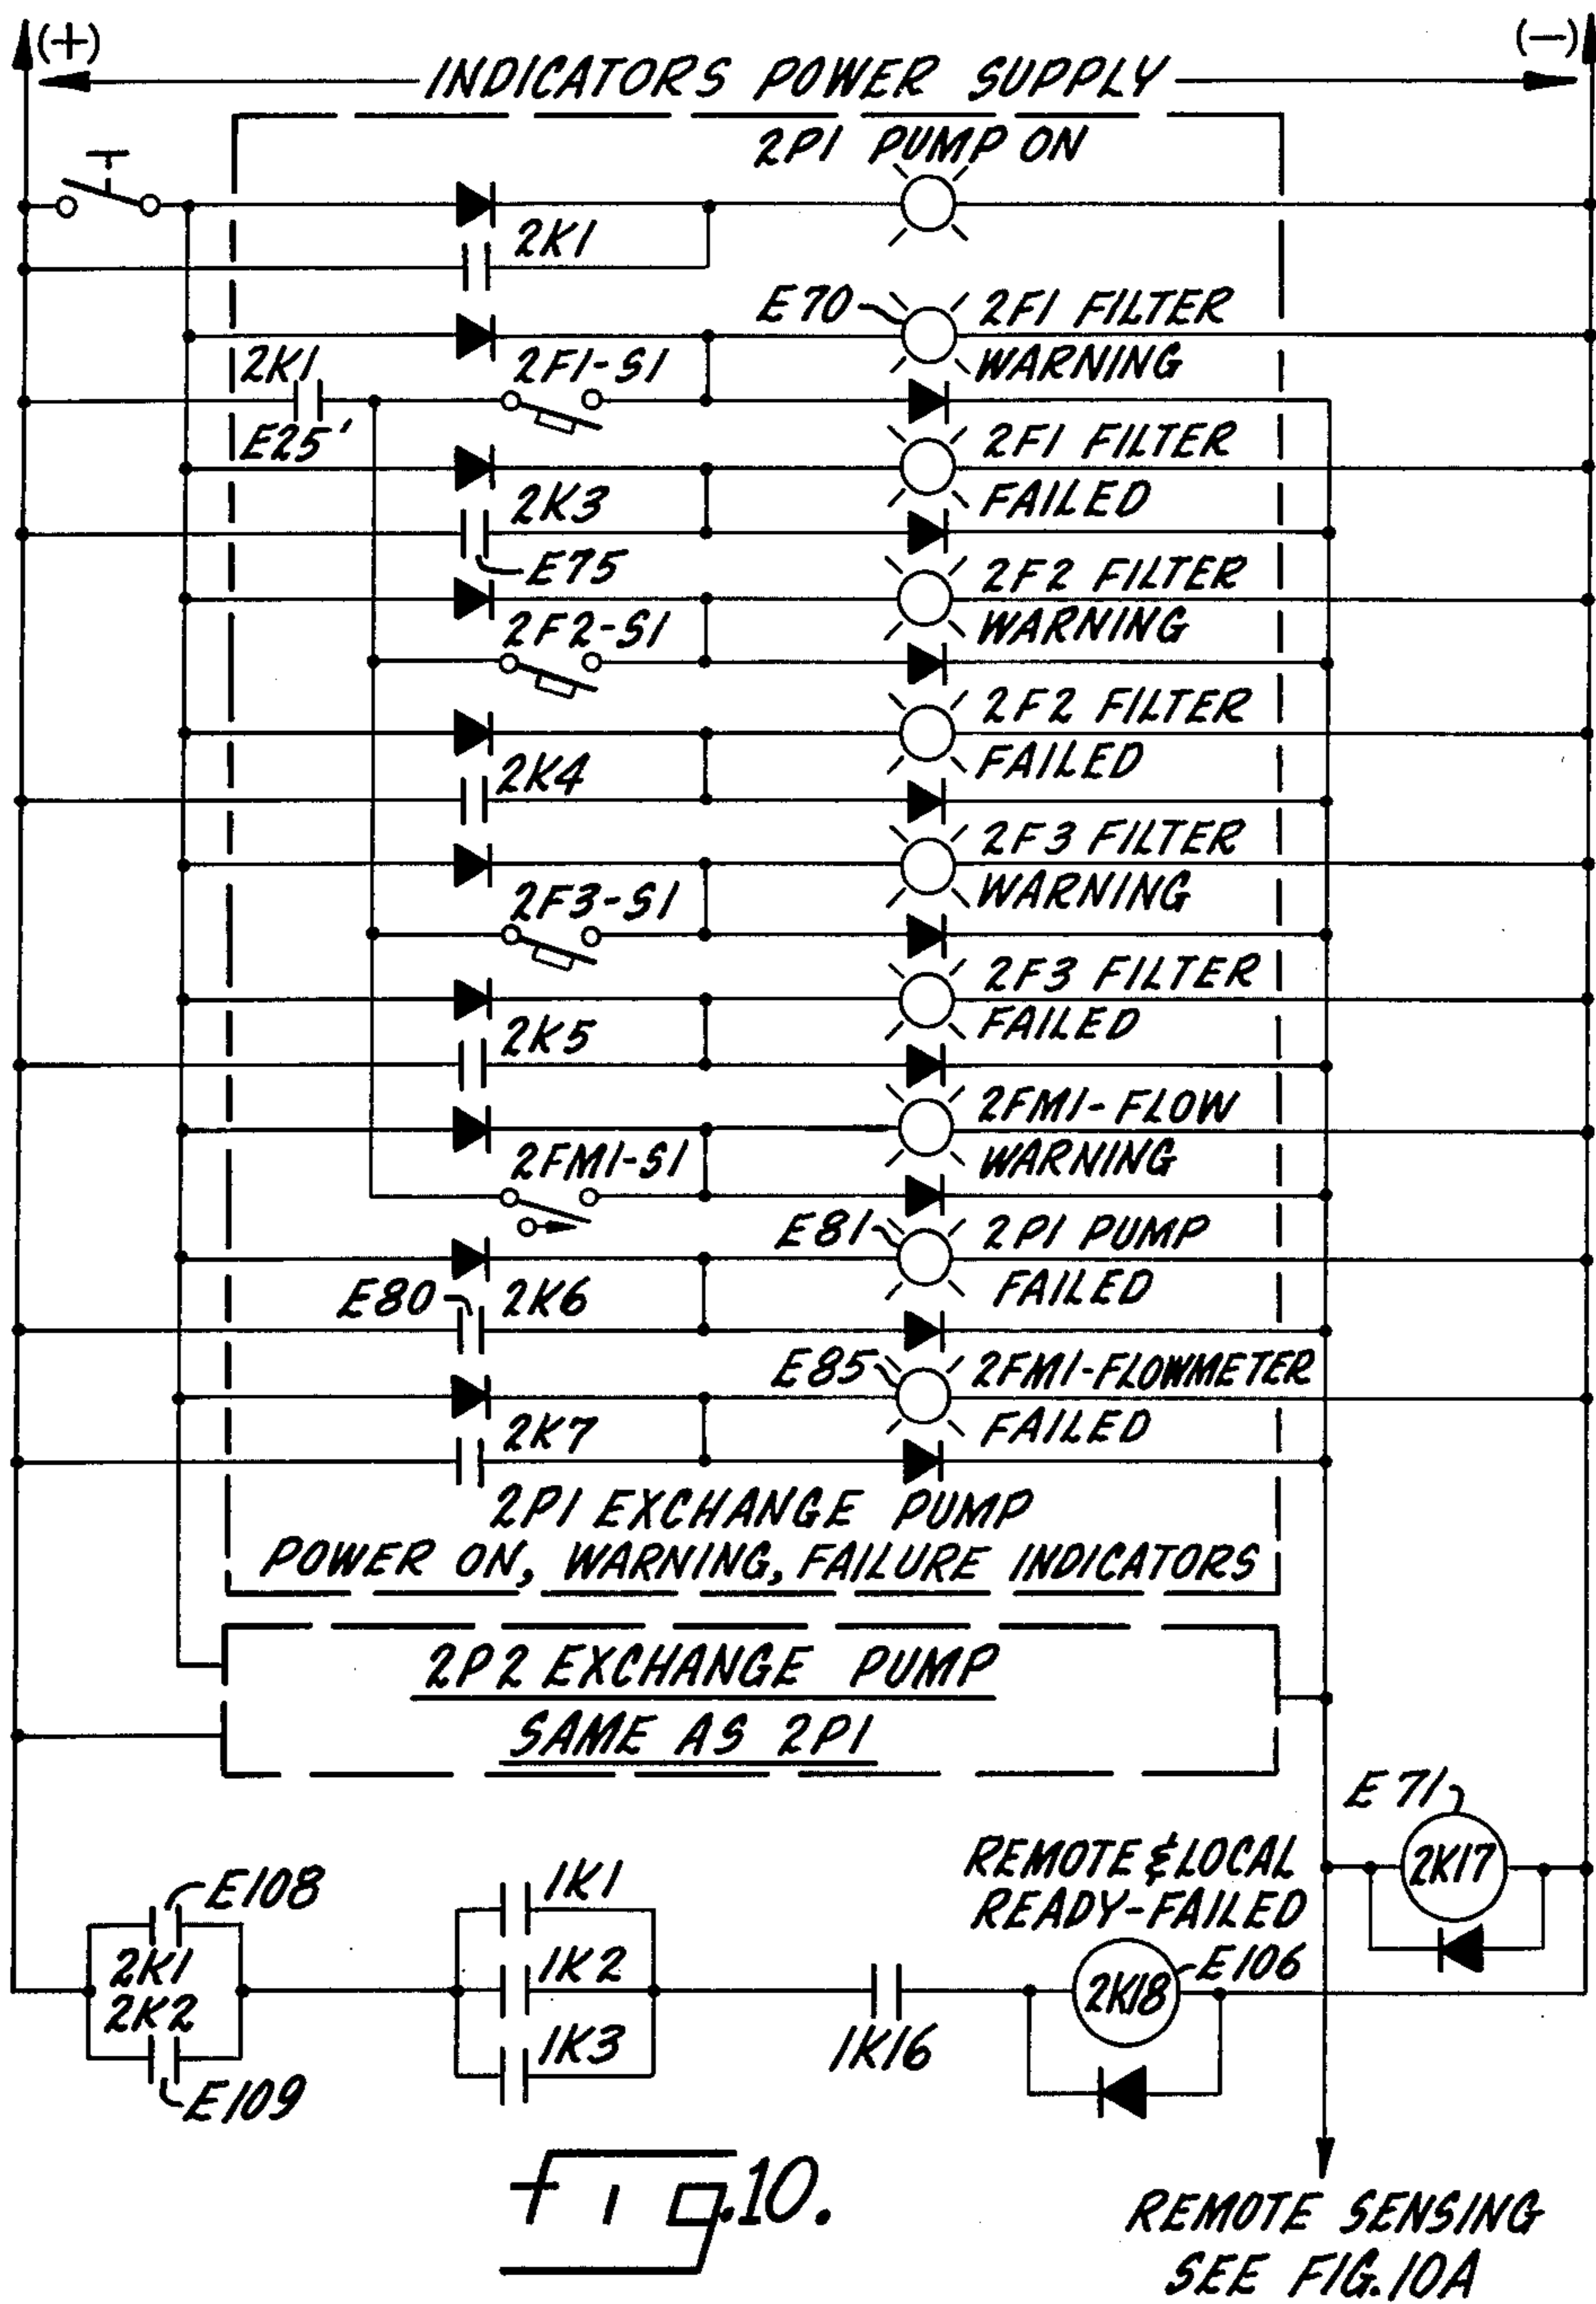 (+)
(—)
INDICATORS POWER SUPPLY
2P1 PUMP ON
2K1
E70
2F1 FILTER
WARNING
2K1
2F1-S1
E25'
2F1 FILTER
FAILED
2K3
E75
2F2 FILTER
WARNING
2F2-S1
2F2 FILTER
FAILED
2K4
2F3 FILTER
WARNING
2F3-S1
2F3 FILTER
FAILED
2K5
2FM1-FLOW
WARNING
2FM1-S1
E81
2P1 PUMP
FAILED
E80
2K6
E85
2FM1-FLOWMETER
FAILED
2K7
2P1 EXCHANGE PUMP
POWER ON, WARNING, FAILURE INDICATORS
2P2 EXCHANGE PUMP
SAME AS 2P1
E71
2K17
REMOTE & LOCAL
READY-FAILED
E108
2K1
2K2
E109
1K1
1K2
1K3
1K16
2K18
E106
Fig.10.
REMOTE SENSING
SEE FIG.10A